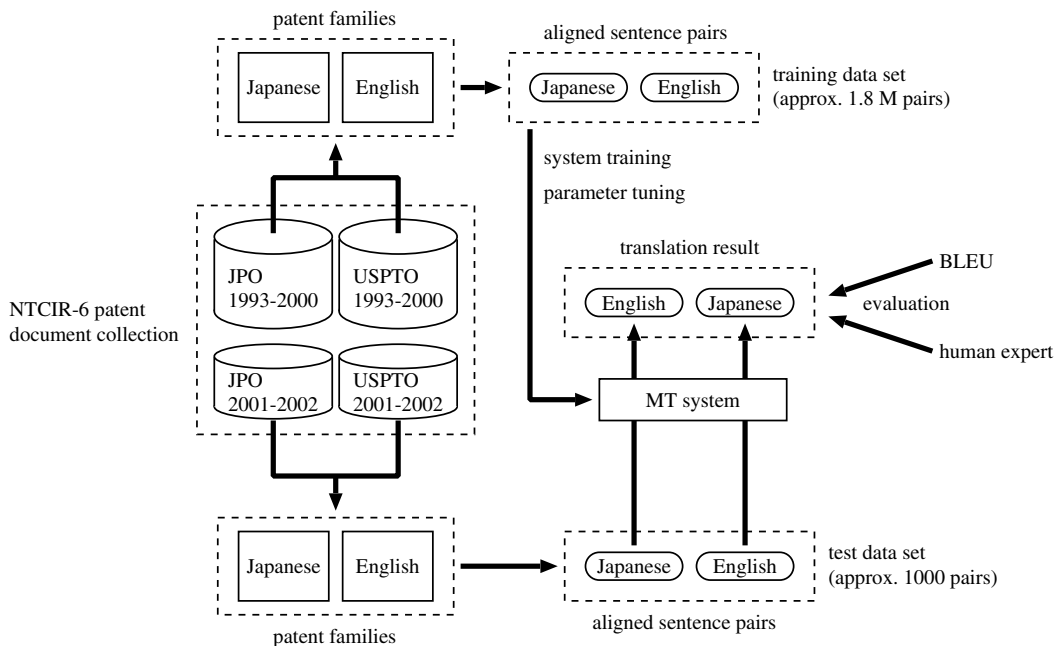 patent families
Japanese
English
aligned sentence pairs
Japanese
English
training data set
(approx. 1.8 M pairs)
system training
parameter tuning
NTCIR-6 patent
document collection
JPO
1993-2000
USPTO
1993-2000
JPO
2001-2002
USPTO
2001-2002
translation result
English
Japanese
BLEU
evaluation
human expert
MT system
Japanese
English
patent families
Japanese
English
aligned sentence pairs
test data set
(approx. 1000 pairs)